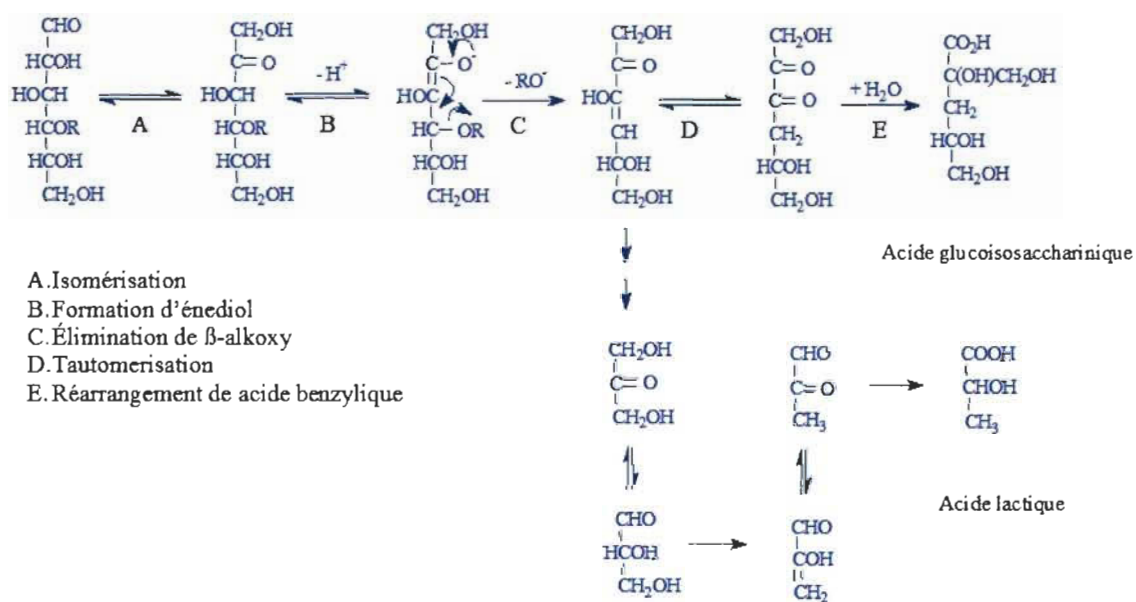 CHO
HCOH
HOCH
HCOR
HCOH
CH₂OH
A
CH₂OH
C=O
HOCH
HCOR
HCOH
CH₂OH
-H⁺
B
CH₂OH
C-O⁻
HOC
HC-OR
HCOH
CH₂OH
-RO⁻
C
CH₂OH
C=O
HOC
CH
HCOH
CH₂OH
D
CH₂OH
C=O
C=O
CH₂
HCOH
CH₂OH
+H₂O
E
CO₂H
C(OH)CH₂OH
CH₂
HCOH
CH₂OH
Acide glucoisosaccharinique
A.Isomérisation
B.Formation d'énediol
C.Élimination de ß-alkoxy
D.Tautomerisation
E.Réarrangement de acide benzylique
CH₂OH
C=O
CH₂OH
CHO
HCOH
CH₂OH
CHO
C=O
CH₃
CHO
COH
CH₂
COOH
CHOH
CH₃
Acide lactique